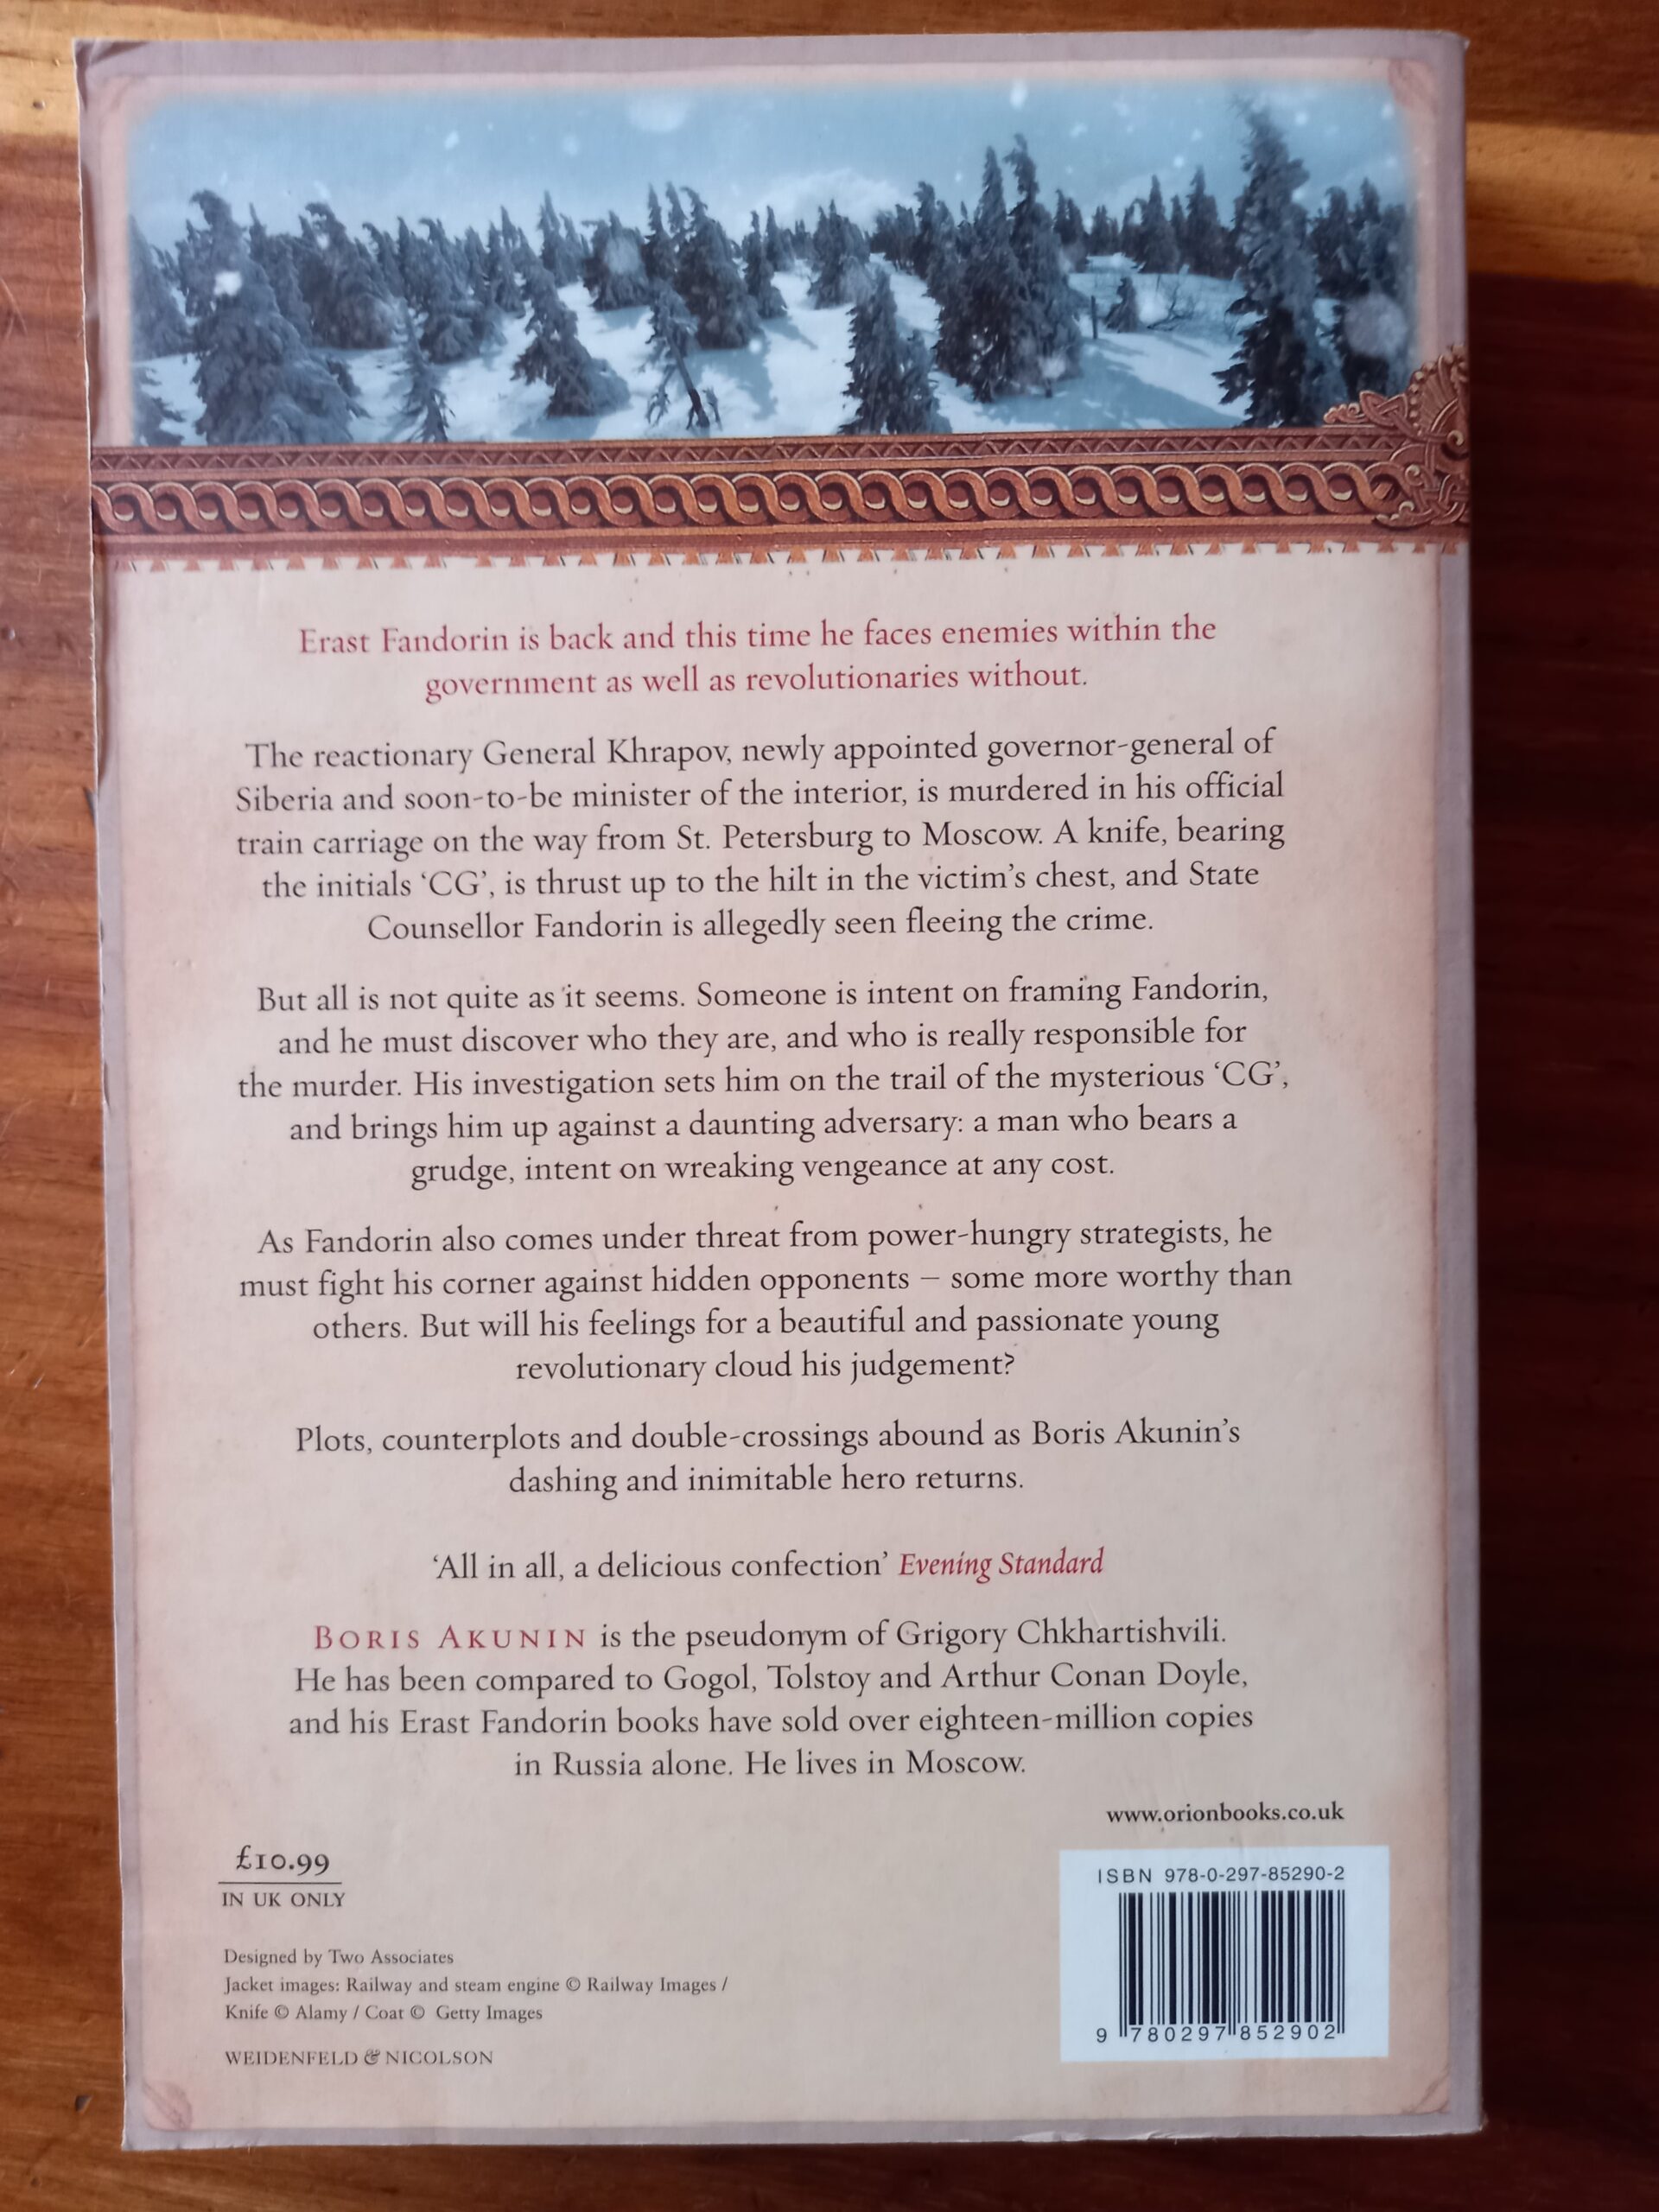 Erast Fandorin is back and this time he faces enemies within the
government as well as revolutionaries without.
The reactionary General Khrapov, newly appointed governor-general of
Siberia and soon-to-be minister of the interior, is murdered in his official
train carriage on the way from St. Petersburg to Moscow. A knife, bearing
the initials ‘CG’, is thrust up to the hilt in the victim’s chest, and State
Counsellor Fandorin is allegedly seen fleeing the crime.
But all is not quite as it seems. Someone is intent on framing Fandorin,
and he must discover who they are, and who is really responsible for
the murder. His investigation sets him on the trail of the mysterious ‘CG’,
and brings him up against a daunting adversary: a man who bears a
grudge, intent on wreaking vengeance at any cost.
As Fandorin also comes under threat from power-hungry strategists, he
must fight his corner against hidden opponents – some more worthy than
others. But will his feelings for a beautiful and passionate young
revolutionary cloud his judgement?
Plots, counterplots and double-crossings abound as Boris Akunin’s
dashing and inimitable hero returns.
‘All in all, a delicious confection’ Evening Standard
BORIS AKUNIN is the pseudonym of Grigory Chkhartishvili.
He has been compared to Gogol, Tolstoy and Arthur Conan Doyle,
and his Erast Fandorin books have sold over eighteen-million copies
in Russia alone. He lives in Moscow.
www.orionbooks.co.uk
£10.99
IN UK ONLY
Designed by Two Associates
Jacket images: Railway and steam engine © Railway Images /
Knife © Alamy / Coat © Getty Images
WEIDENFELD & NICOLSON
ISBN 978-0-297-85290-2
9 780297 852902